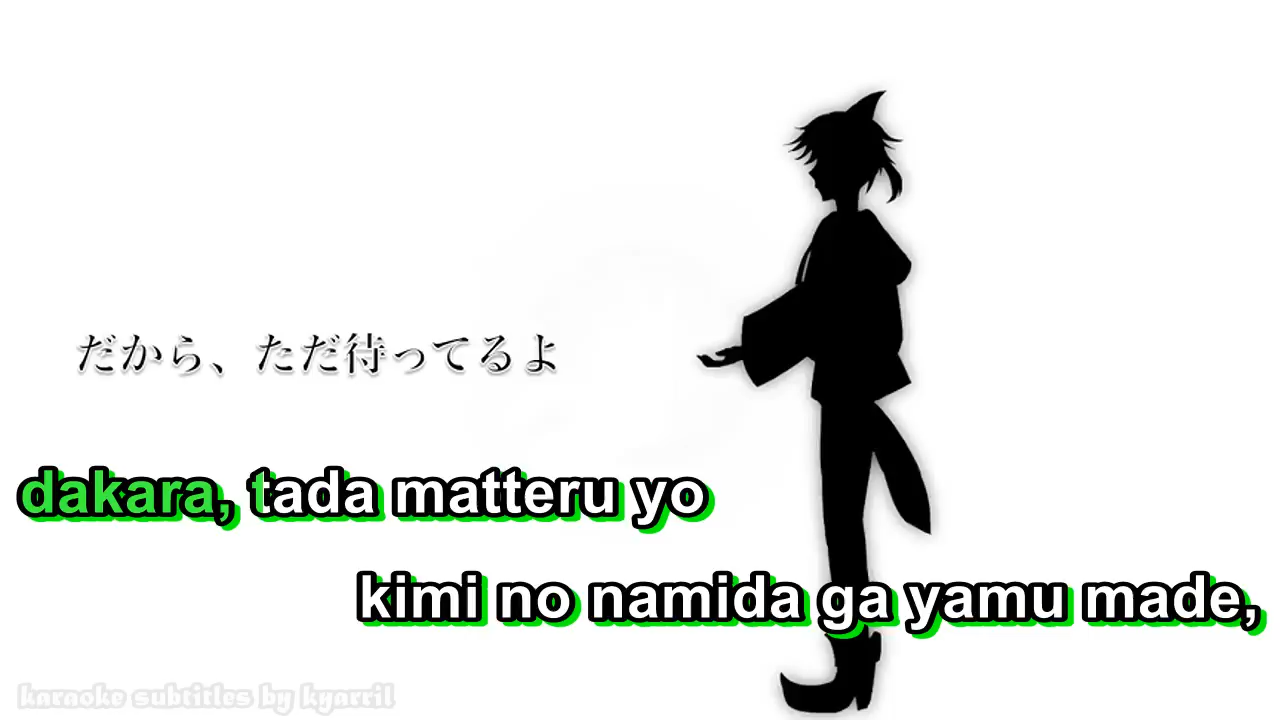 だから、ただ待ってるよ
dakara, tada matteru yo
kimi no namida ga yamu made,
karaoke subtitles by kyarril